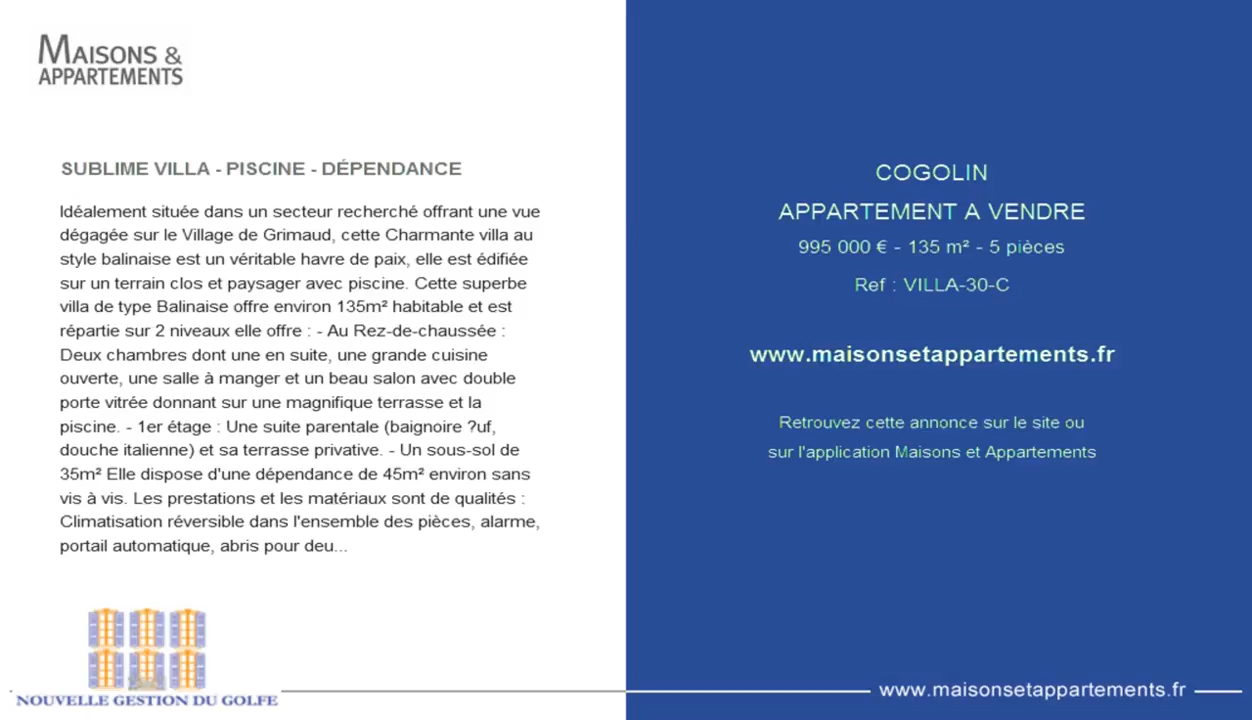 MAISONS &
APPARTEMENTS
SUBLIME VILLA - PISCINE - DÉPENDANCE
Idéalement située dans un secteur recherché offrant une vue
dégagée sur le Village de Grimaud, cette Charmante villa au
style balinaise est un véritable havre de paix, elle est édifiée
sur un terrain clos et paysager avec piscine. Cette superbe
villa de type Balinaise offre environ 135m² habitable et est
répartie sur 2 niveaux elle offre : - Au Rez-de-chaussée :
Deux chambres dont une en suite, une grande cuisine
ouverte, une salle à manger et un beau salon avec double
porte vitrée donnant sur une magnifique terrasse et la
piscine. - 1er étage : Une suite parentale (baignoire ?uf,
douche italienne) et sa terrasse privative. - Un sous-sol de
35m² Elle dispose d'une dépendance de 45m² environ sans
vis à vis. Les prestations et les matériaux sont de qualités :
Climatisation réversible dans l'ensemble des pièces, alarme,
portail automatique, abris pour deu...
NOUVELLE GESTION DU GOLFE
COGOLIN
APPARTEMENT A VENDRE
995 000 € - 135 m² - 5 pièces
Ref : VILLA-30-C
www.maisonsetappartements.fr
Retrouvez cette annonce sur le site ou
sur l'application Maisons et Appartements
www.maisonsetappartements.fr